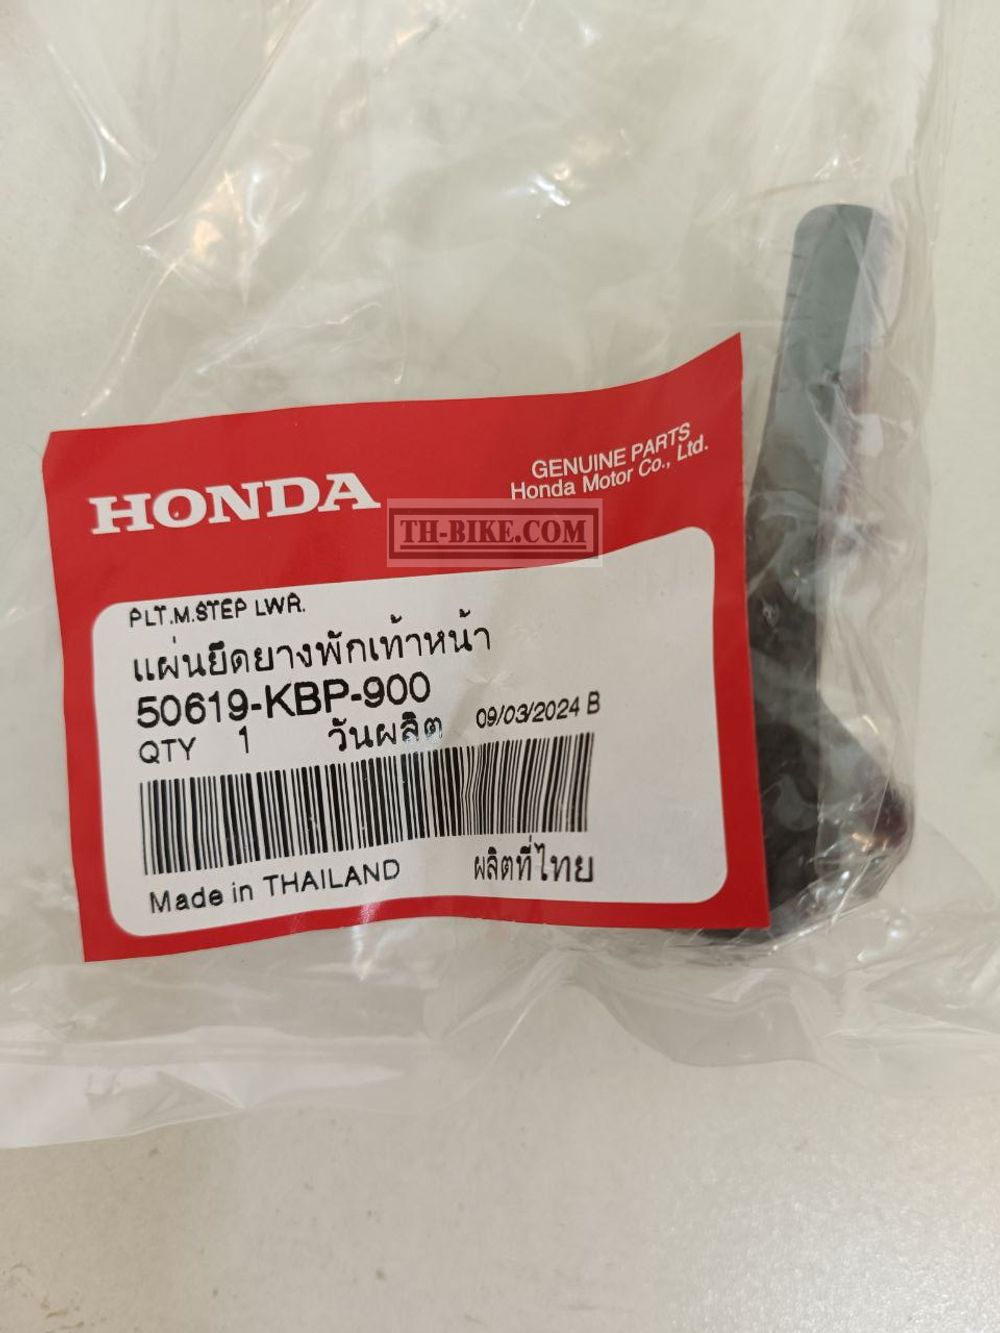 HONDA
GENUINE PARTS
Honda Motor Co., Ltd.
TH-BIKE.COM
PLT.M.STEP LWR.
แผ่นยึดยางพักเท้าหน้า
50619-KBP-900
QTY 1 วันผลิต 09/03/2024 B
Made in THAILAND ผลิตที่ไทย